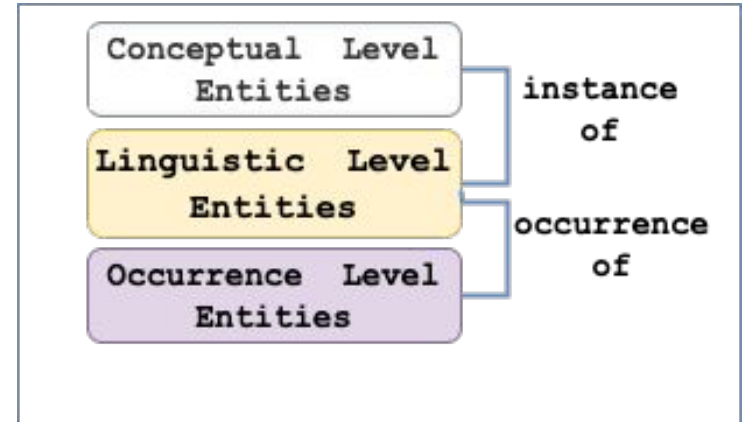 Conceptual Level
Entities
instance
of
Linguistic Level
Entities
occurrence
of
Occurrence Level
Entities